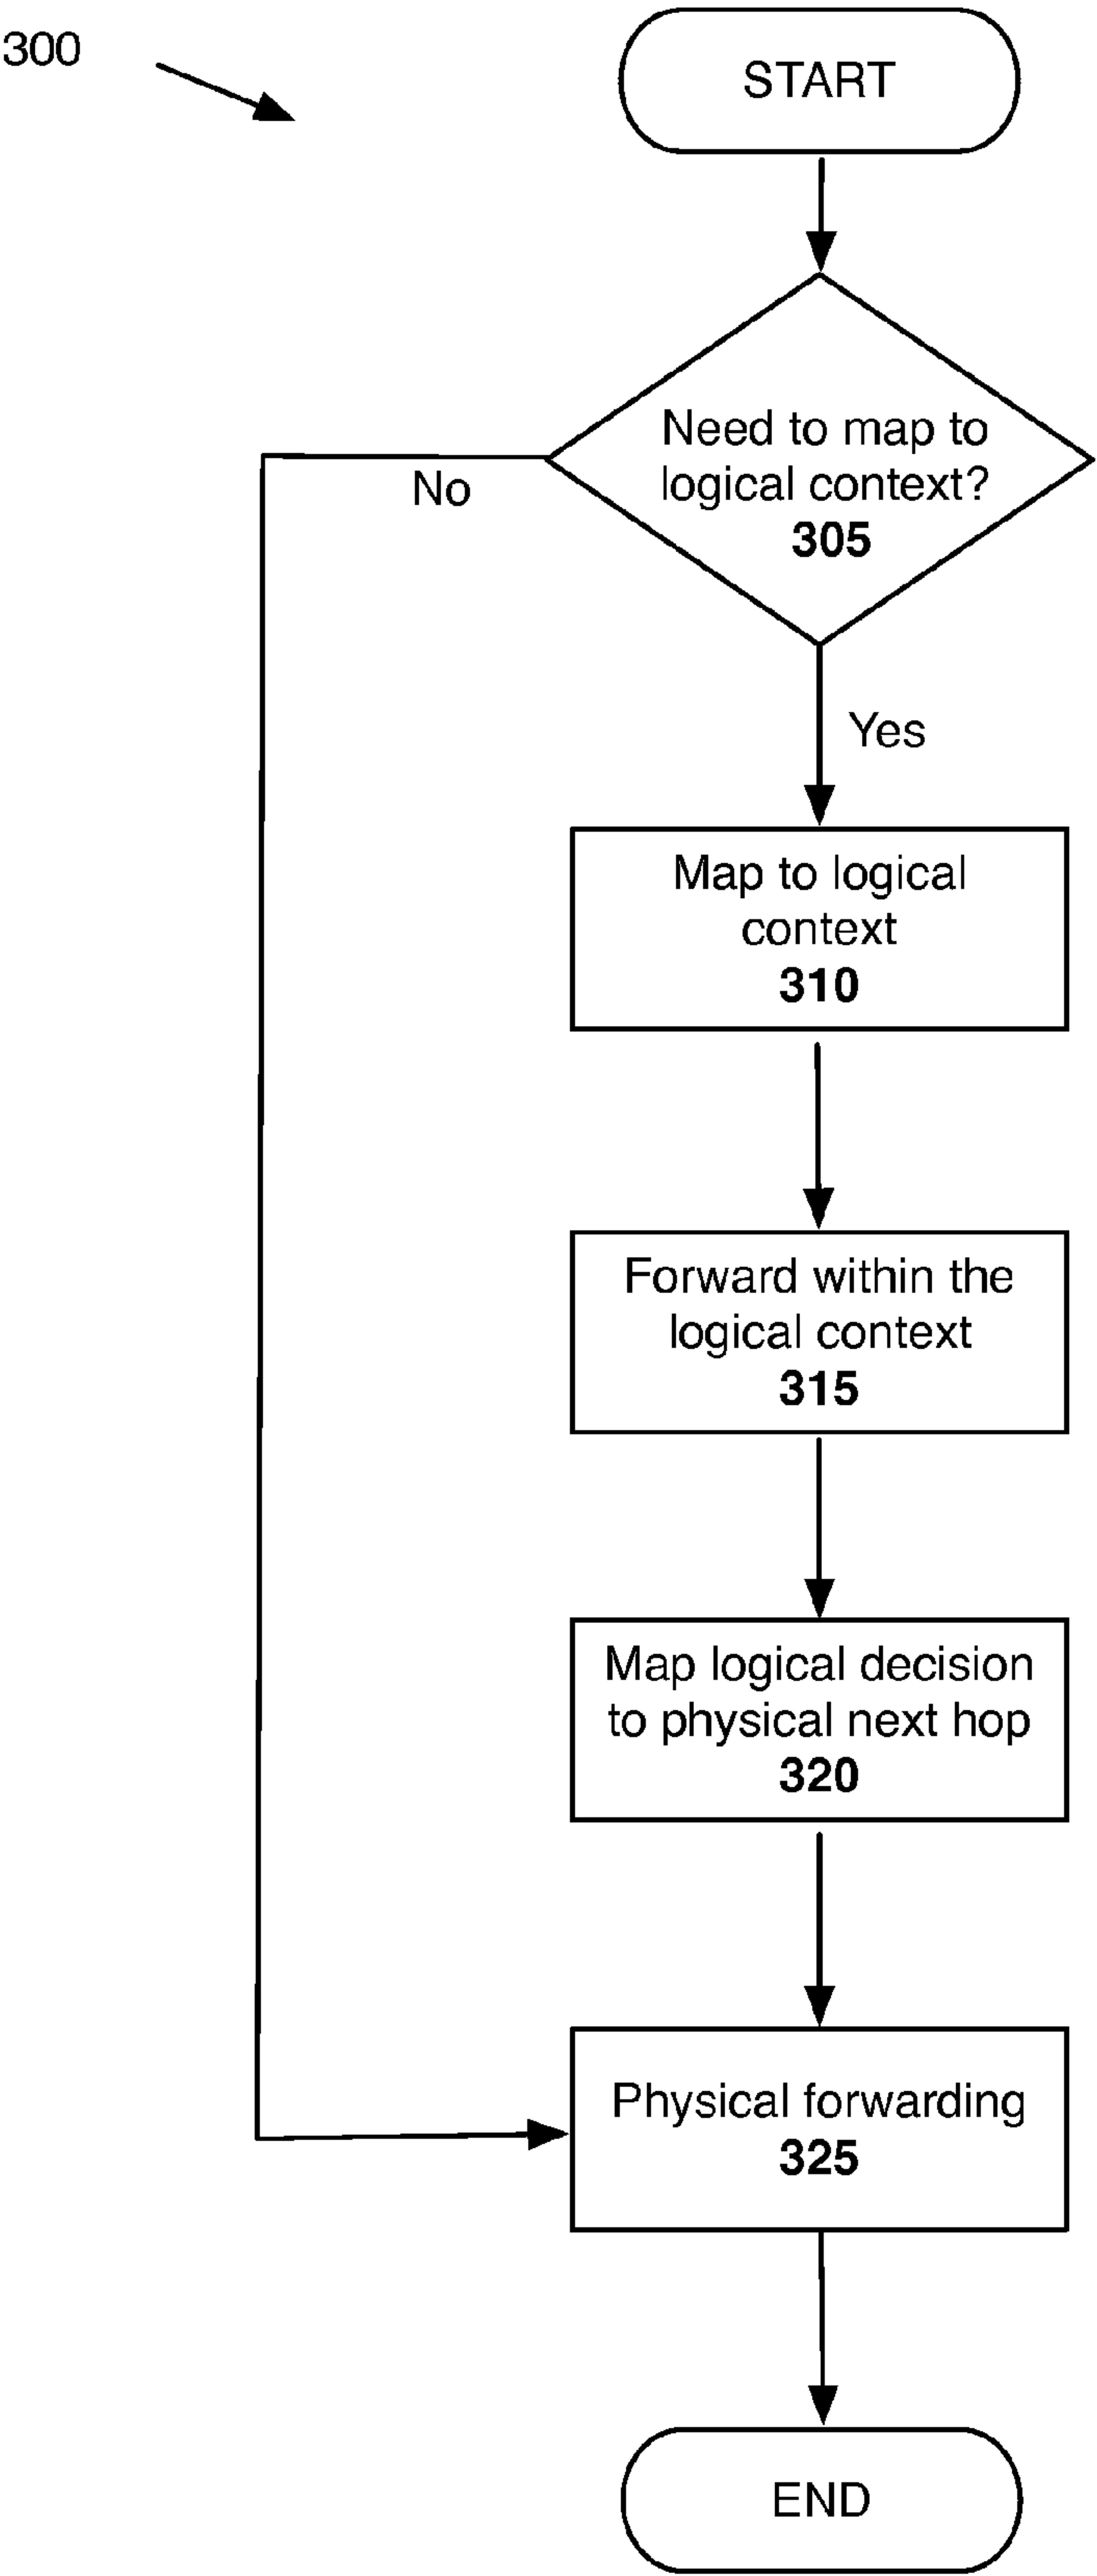 300
START
Need to map to
logical context?
305
No
Yes
Map to logical
context
310
Forward within the
logical context
315
Map logical decision
to physical next hop
320
Physical forwarding
325
END